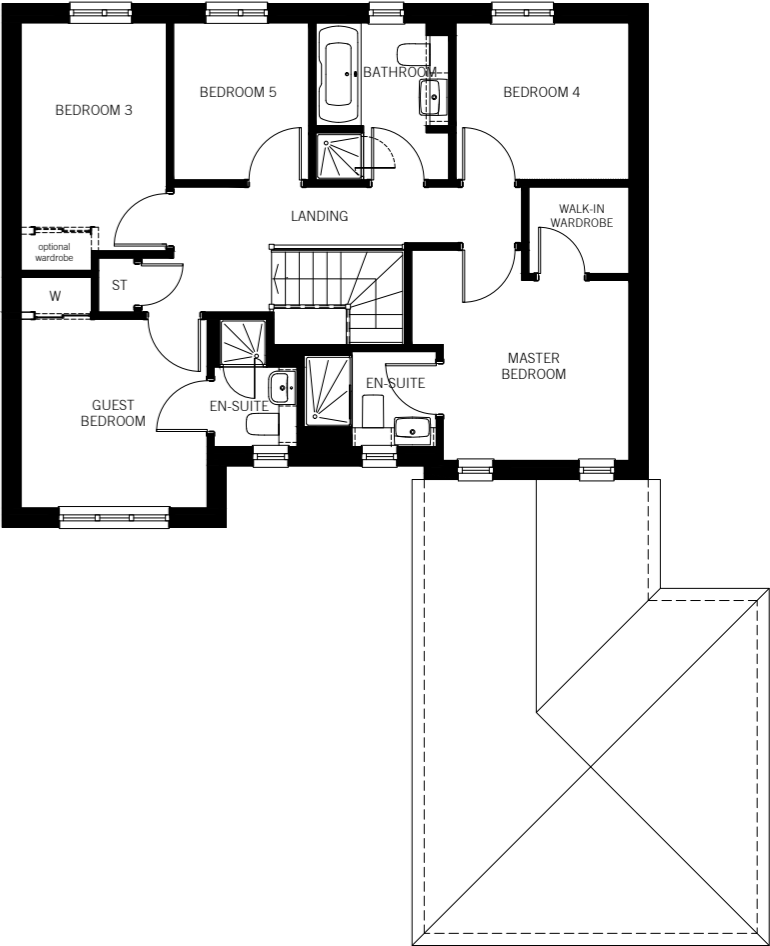 BEDROOM 3
BEDROOM 5
BATHROOM
BEDROOM 4
LANDING
WALK-IN
WARDROBE
optional
wardrobe
ST
W
MASTER
BEDROOM
GUEST
BEDROOM
EN-SUITE
EN-SUITE